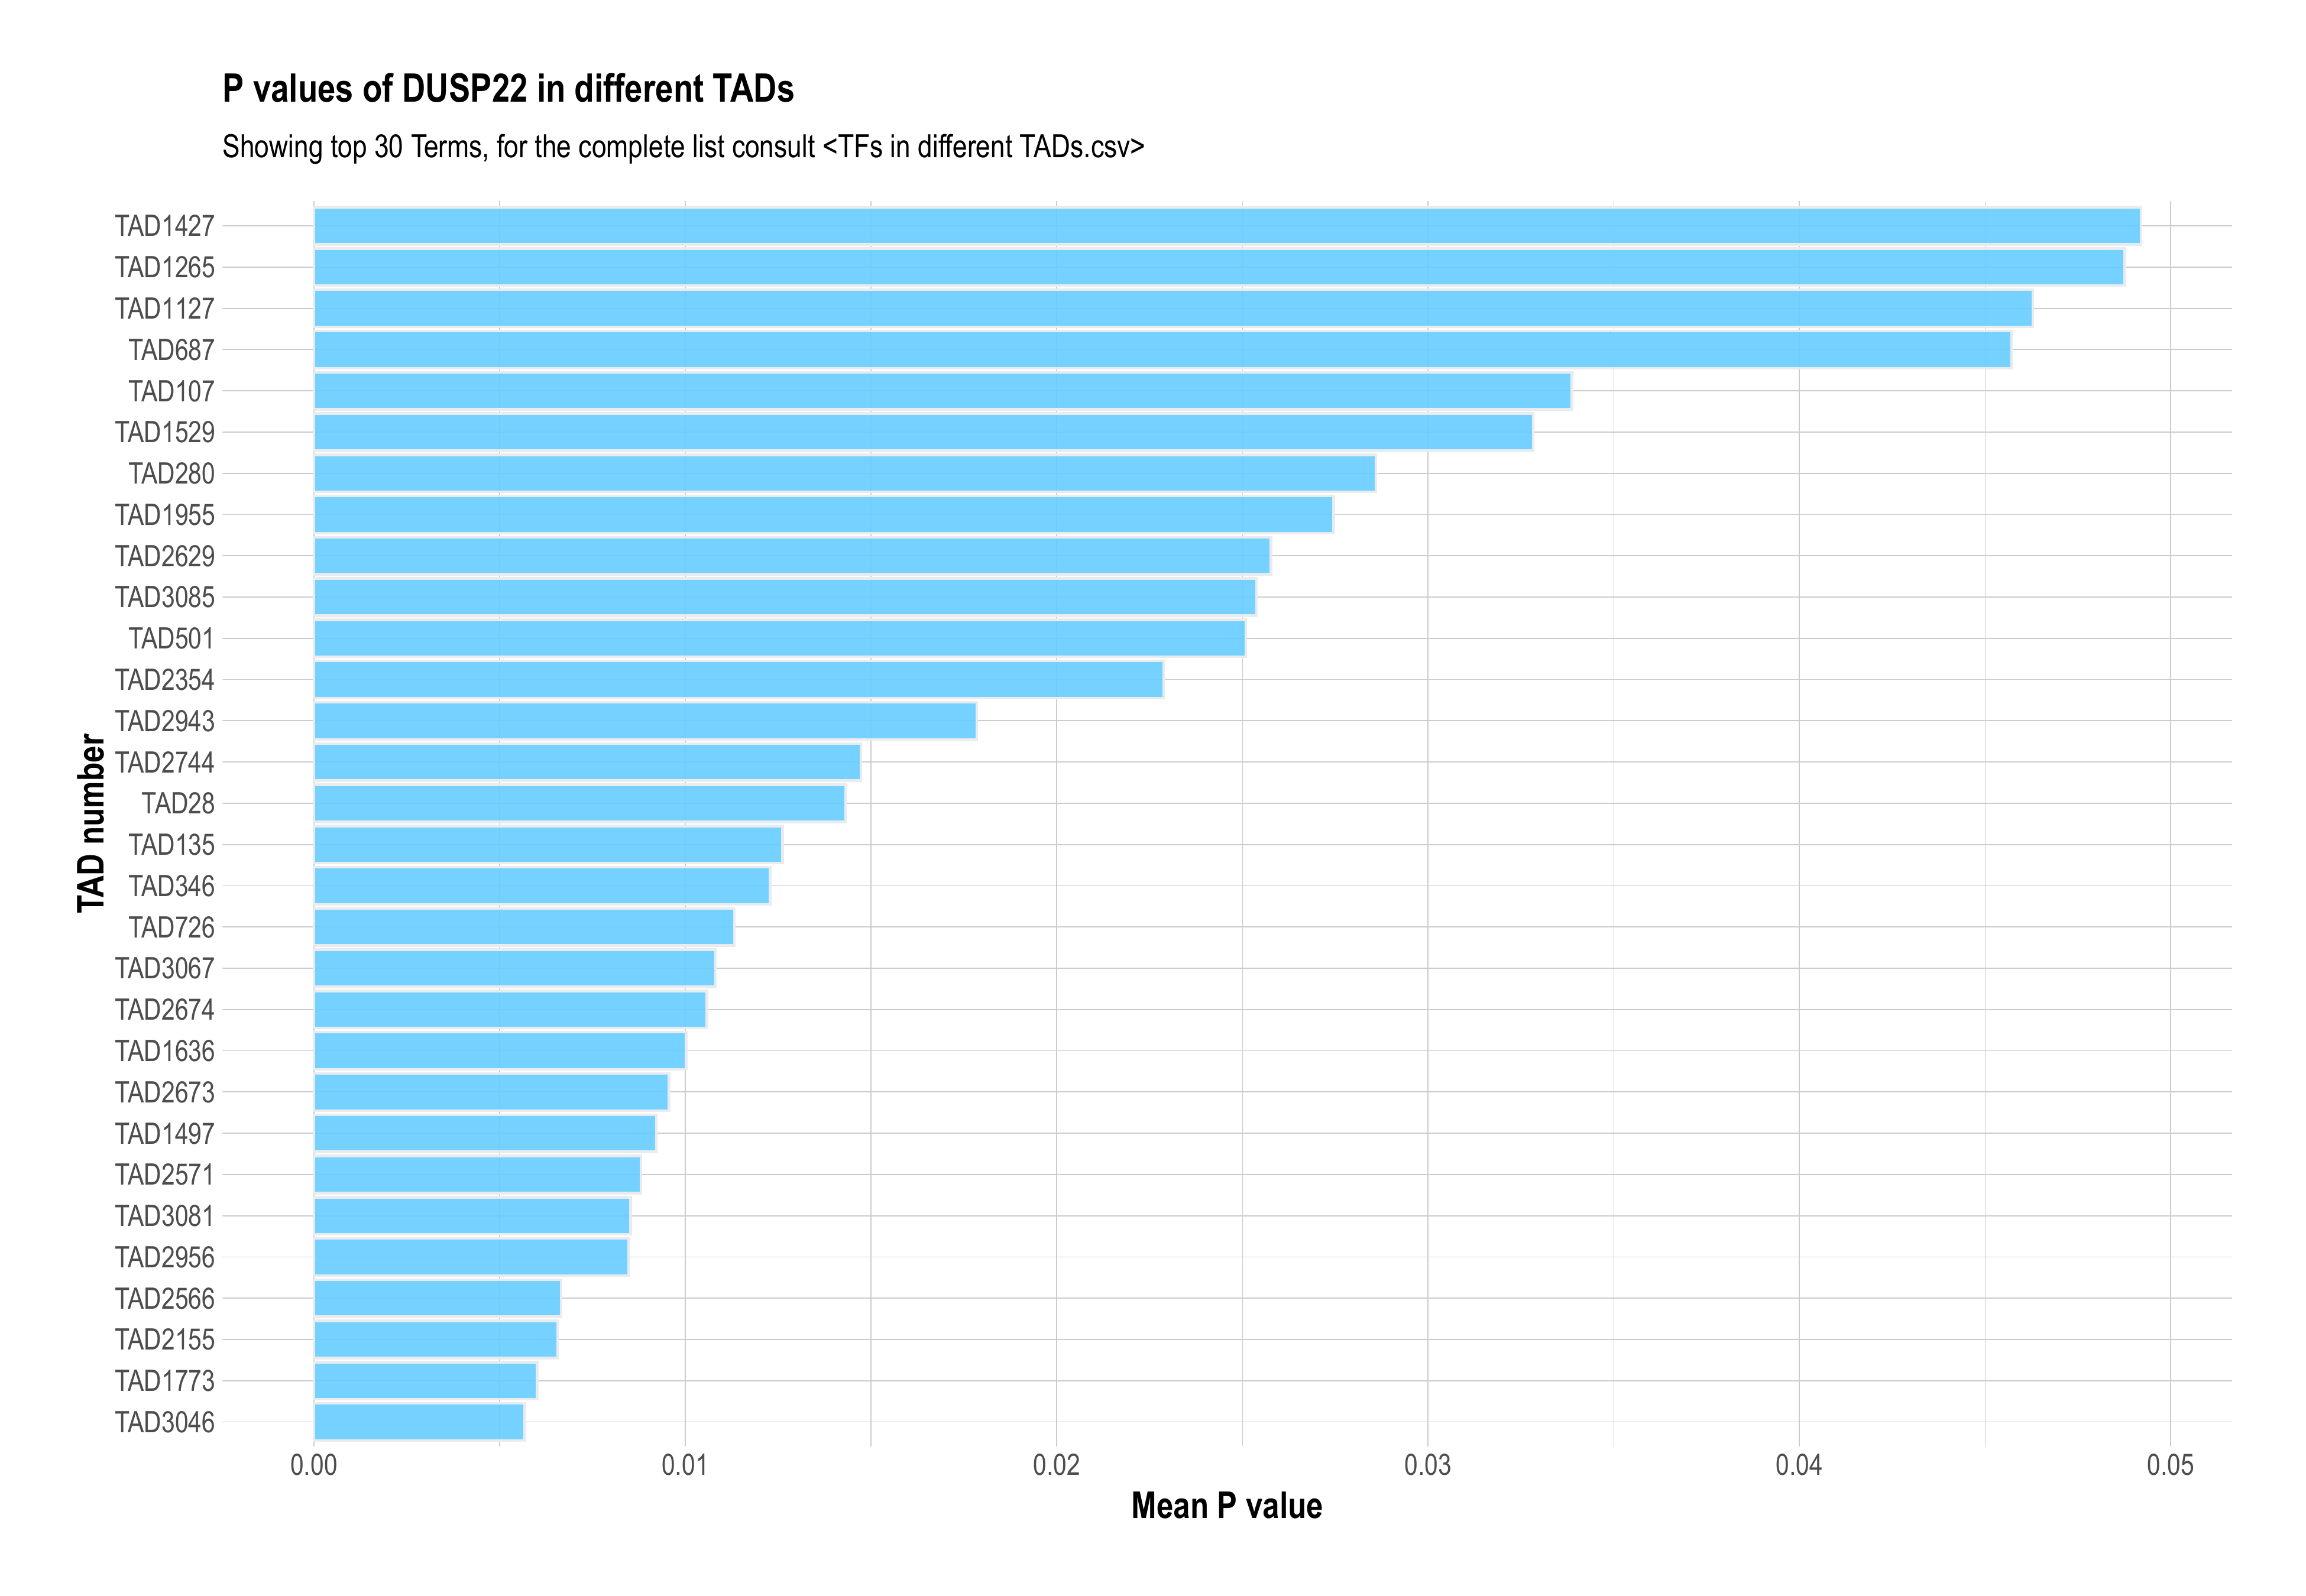 P values of DUSP22 in different TADs
Showing top 30 Terms, for the complete list consult <TFs in different TADs.csv>
TAD number
TAD1427
TAD1265
TAD1127
TAD687
TAD107
TAD1529
TAD280
TAD1955
TAD2629
TAD3085
TAD501
TAD2354
TAD2943
TAD2744
TAD28
TAD135
TAD346
TAD726
TAD3067
TAD2674
TAD1636
TAD2673
TAD1497
TAD2571
TAD3081
TAD2956
TAD2566
TAD2155
TAD1773
TAD3046
0.00 0.01 0.02 0.03 0.04 0.05
Mean P value